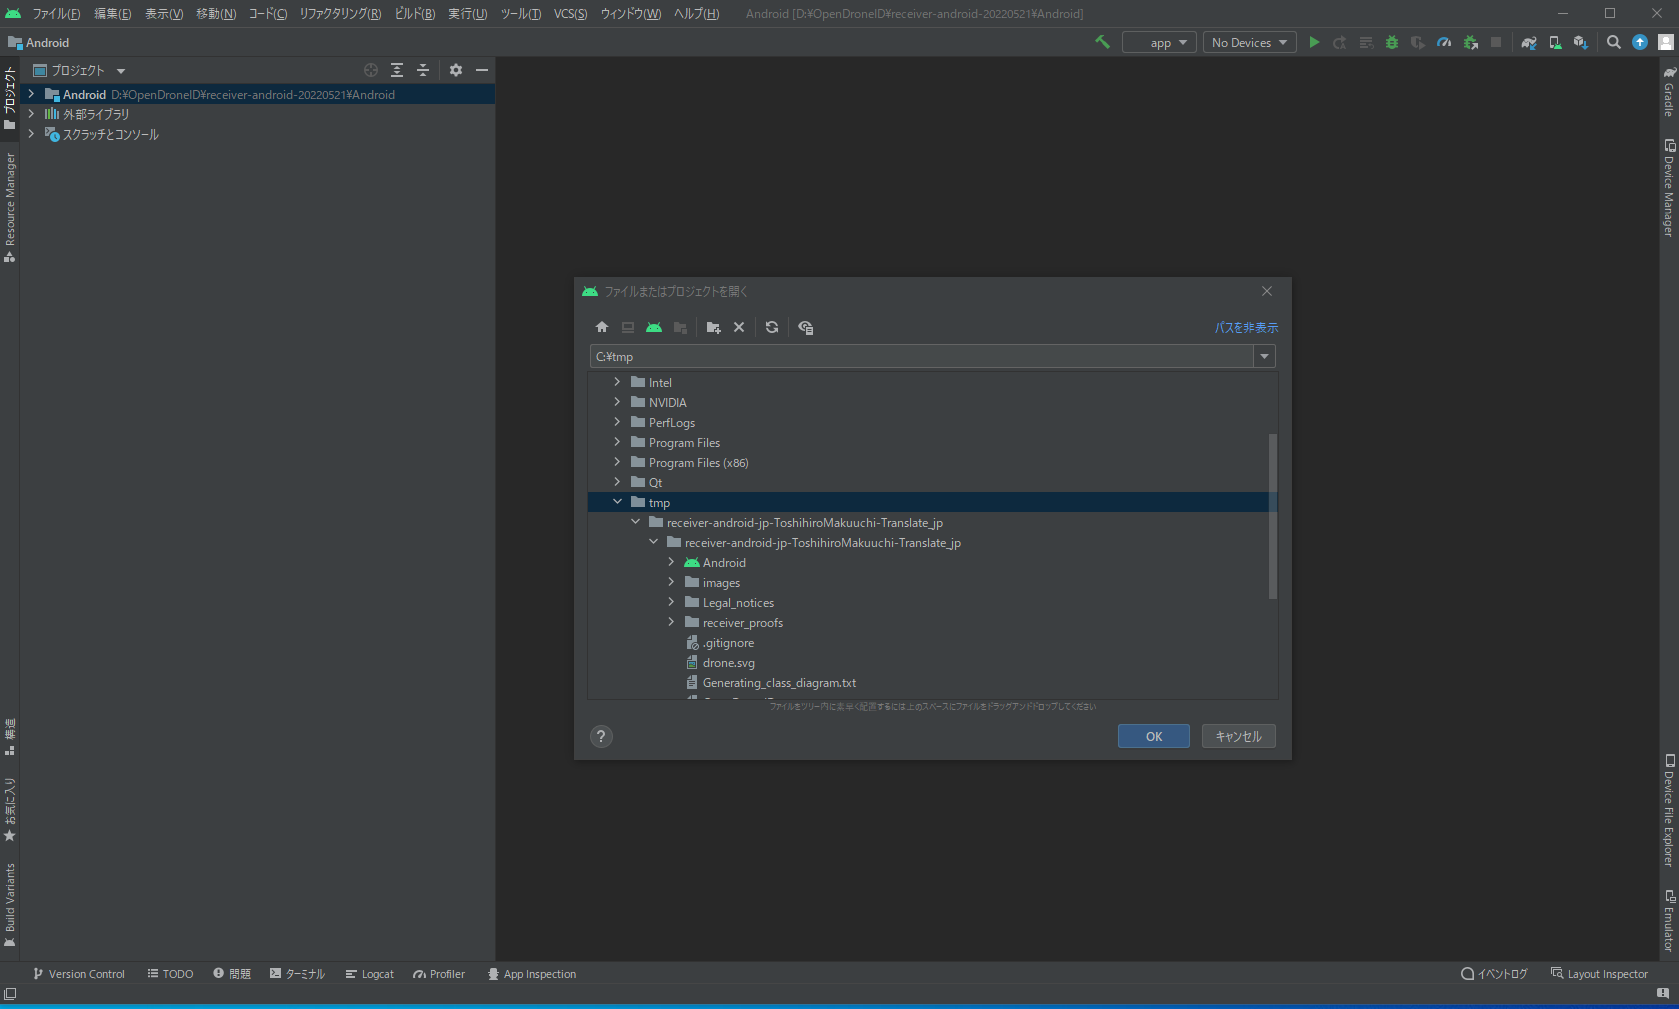 ファイル(F) 編集(E) 表示(V) 移動(N) コード(C) リファクタリング(R) ビルド(B) 実行(U) ツール(T) VCS(S) ウィンドウ(W) ヘルプ(H) Android [D:¥OpenDroneID¥receiver-android-20220521¥Android]
Android
app
No Devices
プロジェクト
Android D:¥OpenDroneID¥receiver-android-20220521¥Android
外部ライブラリ
スクラッチとコンソール
プロジェクト
Resource Manager
構造
お気に入り
Build Variants
ファイルまたはプロジェクトを開く
パスを非表示
C:¥tmp
Intel
NVIDIA
PerfLogs
Program Files
Program Files (x86)
Qt
tmp
receiver-android-jp-ToshihiroMakuuchi-Translate_jp
receiver-android-jp-ToshihiroMakuuchi-Translate_jp
Android
images
Legal_notices
receiver_proofs
.gitignore
drone.svg
Generating_class_diagram.txt
ファイルをツリー内に素早く配置するには上のスペースにファイルをドラッグアンドドロップしてください
?
OK
キャンセル
Gradle
Device Manager
Device File Explorer
Emulator
Version Control TODO 問題 ターミナル Logcat Profiler App Inspection イベントログ Layout Inspector